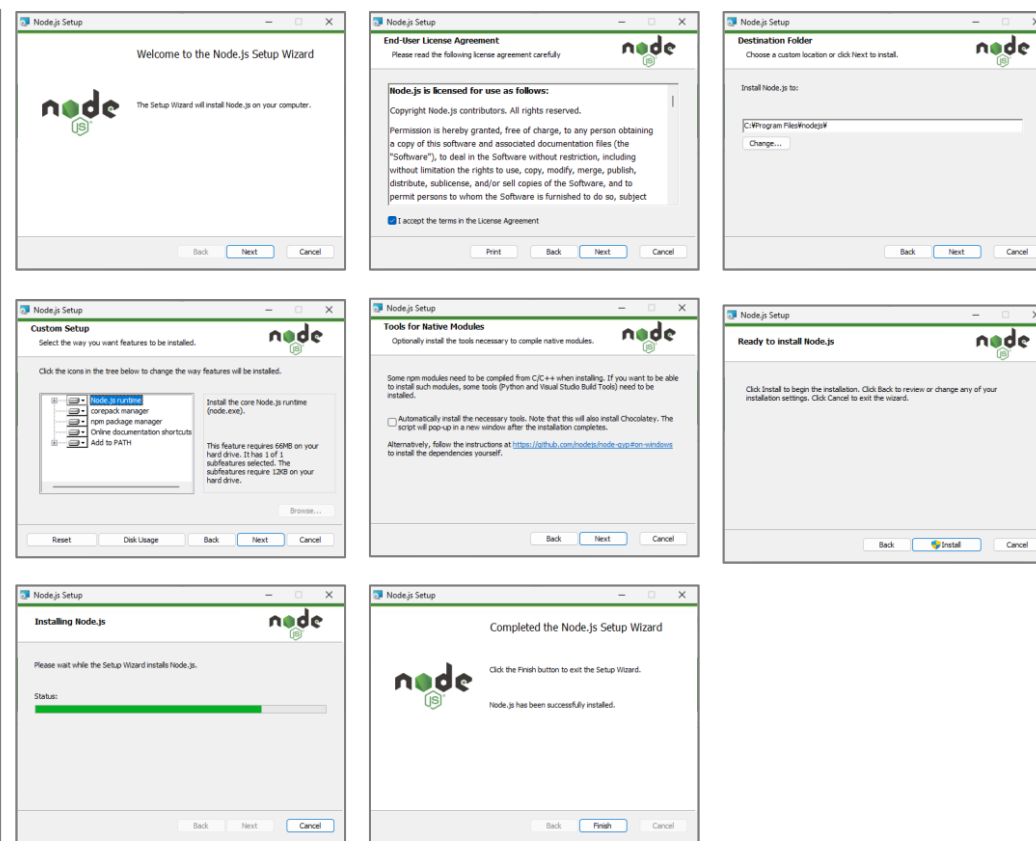 Node.js Setup
Welcome to the Node.js Setup Wizard
node
JS
The Setup Wizard will install Node.js on your computer.
Back
Next
Cancel
Node.js Setup
End-User License Agreement
Please read the following license agreement carefully
node
JS
Node.js is licensed for use as follows:
Copyright Node.js contributors. All rights reserved.
Permission is hereby granted, free of charge, to any person obtaining
a copy of this software and associated documentation files (the
"Software"), to deal in the Software without restriction, including
without limitation the rights to use, copy, modify, merge, publish,
distribute, sublicense, and/or sell copies of the Software, and to
permit persons to whom the Software is furnished to do so, subject
I accept the terms in the License Agreement
Print
Back
Next
Cancel
Node.js Setup
Destination Folder
Choose a custom location or click Next to install.
node
JS
Install Node.js to:
C:¥Program Files¥nodejs¥
Change...
Back
Next
Cancel
Node.js Setup
Custom Setup
Select the way you want features to be installed.
node
JS
Click the icons in the tree below to change the way features will be installed.
Node.js runtime
corepack manager
npm package manager
Online documentation shortcuts
Add to PATH
Install the core Node.js runtime
(node.exe).
This feature requires 66MB on your
hard drive. It has 1 of 1
subfeatures selected. The
subfeatures require 12KB on your
hard drive.
Browse...
Reset
Disk Usage
Back
Next
Cancel
Node.js Setup
Tools for Native Modules
Optionally install the tools necessary to compile native modules.
node
JS
Some npm modules need to be compiled from C/C++ when installing. If you want to be able
to install such modules, some tools (Python and Visual Studio Build Tools) need to be
installed.
Automatically install the necessary tools. Note that this will also install Chocolatey. The
script will pop-up in a new window after the installation completes.
Alternatively, follow the instructions at https://github.com/nodejs/node-gyp#on-windows
to install the dependencies yourself.
Back
Next
Cancel
Node.js Setup
Ready to install Node.js
node
JS
Click Install to begin the installation. Click Back to review or change any of your
installation settings. Click Cancel to exit the wizard.
Back
Install
Cancel
Node.js Setup
Installing Node.js
node
JS
Please wait while the Setup Wizard installs Node.js.
Status:
Back
Next
Cancel
Node.js Setup
Completed the Node.js Setup Wizard
node
JS
Click the Finish button to exit the Setup Wizard.
Node.js has been successfully installed.
Back
Finish
Cancel